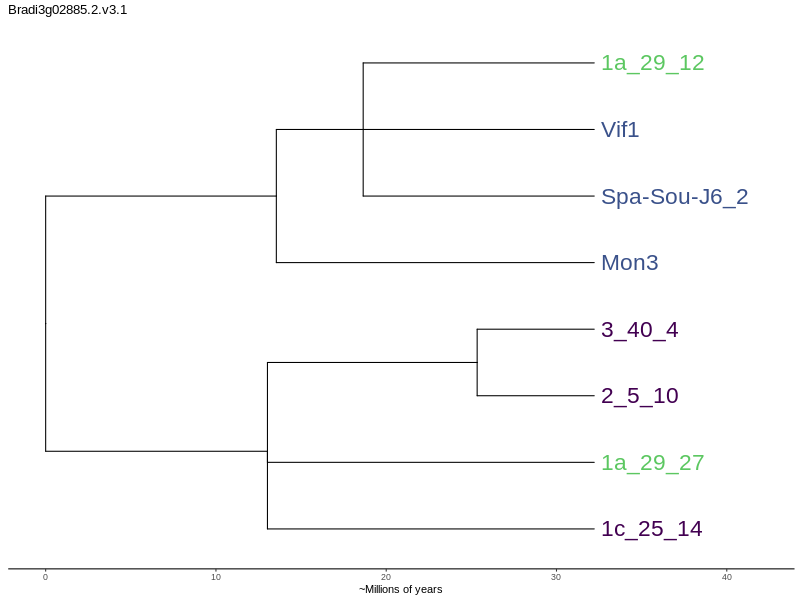 Bradi3g02885.2.v3.1
1a_29_12
Vif1
Spa-Sou-J6_2
Mon3
3_40_4
2_5_10
1a_29_27
1c_25_14
0 10 20 30 40
~Millions of years